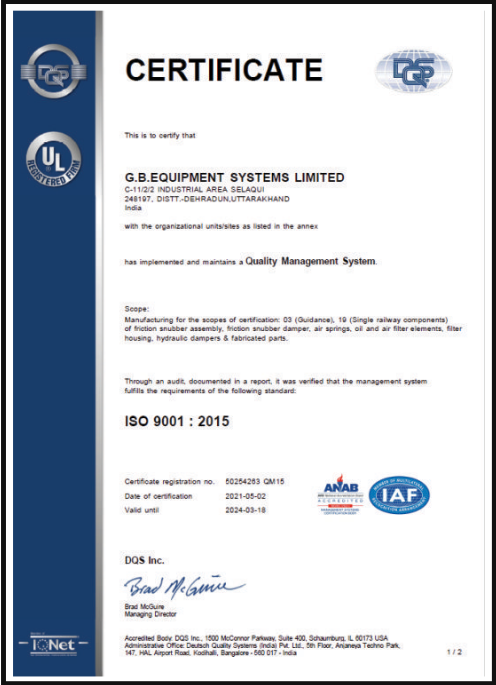 CERTIFICATE
DQS
UL
REGISTERED FIRM
This is to certify that
G.B.EQUIPMENT SYSTEMS LIMITED
C-11/2/2 INDUSTRIAL AREA SELAQUI
248197, DISTT.-DEHRADUN,UTTARAKHAND
India
with the organizational units/sites as listed in the annex
has implemented and maintains a Quality Management System.
Scope:
Manufacturing for the scopes of certification: 03 (Guidance), 19 (Single railway components)
of friction snubber assembly, friction snubber damper, air springs, oil and air filter elements, filter
housing, hydraulic dampers & fabricated parts.
Through an audit, documented in a report, it was verified that the management system
fulfills the requirements of the following standard:
ISO 9001 : 2015
Certificate registration no. 50254263 QM15
Date of certification 2021-05-02
Valid until 2024-03-18
ANAB
ACCREDITED
IAF
DQS Inc.
Brad McGuire
Brad McGuire
Managing Director
IQNet
Accredited Body: DQS Inc., 1500 McConnor Parkway, Suite 400, Schaumburg, IL 60173 USA
Administrative Office: Deutsch Quality Systems (India) Pvt. Ltd., 5th Floor, Anjaneya Techno Park,
147, HAL Airport Road, Kodihalli, Bangalore - 560 017 - India
1 / 2